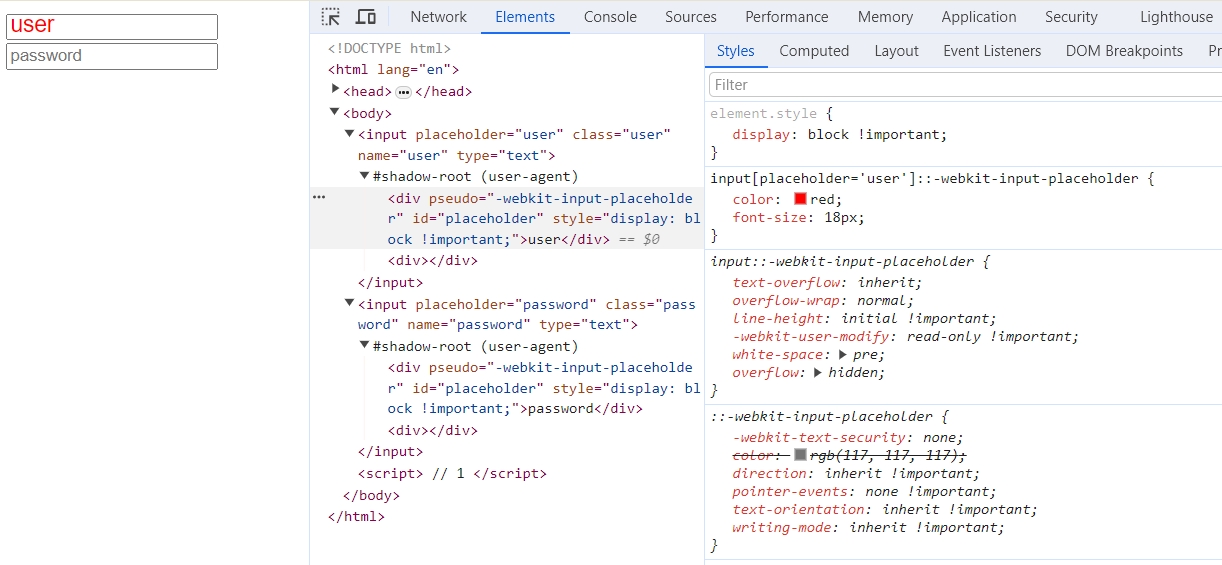 user
password
Network Elements Console Sources Performance Memory Application Security Lighthouse
<!DOCTYPE html>
<html lang="en">
<head> ••• </head>
<body>
<input placeholder="user" class="user"
name="user" type="text">
#shadow-root (user-agent)
<div pseudo="-webkit-input-placeholde
r" id="placeholder" style="display: bl
ock !important;">user</div> == $0
<div></div>
</input>
<input placeholder="password" class="pass
word" name="password" type="text">
#shadow-root (user-agent)
<div pseudo="-webkit-input-placeholde
r" id="placeholder" style="display: bl
ock !important;">password</div>
<div></div>
</input>
<script> // 1 </script>
</body>
</html>
Styles Computed Layout Event Listeners DOM Breakpoints Pr
Filter
element.style {
display: block !important;
}
input[placeholder='user']::-webkit-input-placeholder {
color: red;
font-size: 18px;
}
input::-webkit-input-placeholder {
text-overflow: inherit;
overflow-wrap: normal;
line-height: initial !important;
-webkit-user-modify: read-only !important;
white-space: pre;
overflow: hidden;
}
::-webkit-input-placeholder {
-webkit-text-security: none;
color: rgb(117, 117, 117);
direction: inherit !important;
pointer-events: none !important;
text-orientation: inherit !important;
writing-mode: inherit !important;
}